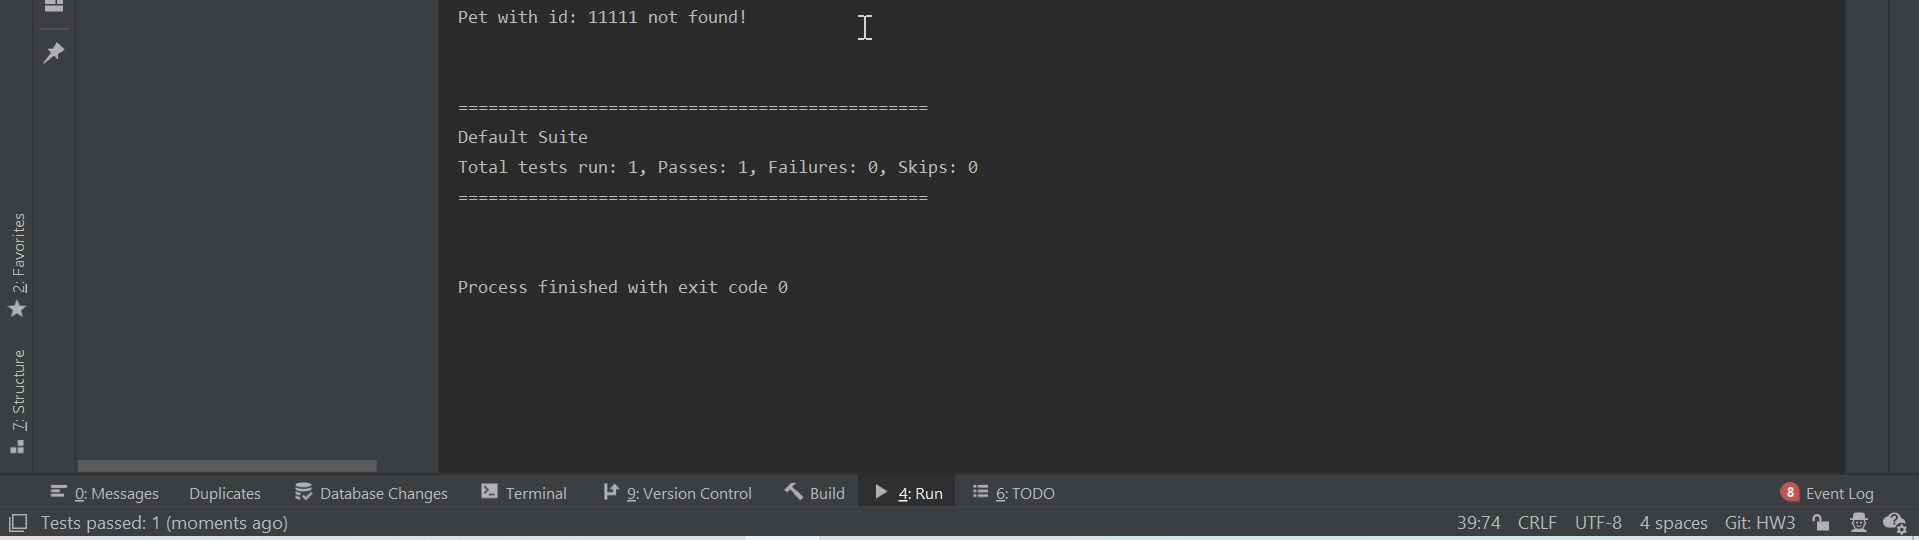 Pet with id: 11111 not found!
===============================================
Default Suite
Total tests run: 1, Passes: 1, Failures: 0, Skips: 0
===============================================
Process finished with exit code 0
2: Favorites
7: Structure
0: Messages Duplicates Database Changes Terminal 9: Version Control Build 4: Run 6: TODO 8 Event Log
Tests passed: 1 (moments ago) 39:74 CRLF UTF-8 4 spaces Git: HW3